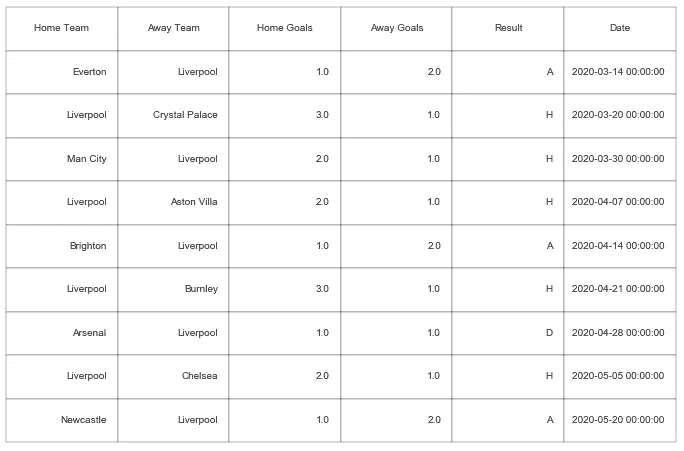 Home Team Away Team Home Goals Away Goals Result Date
Everton Liverpool 1.0 2.0 A 2020-03-14 00:00:00
Liverpool Crystal Palace 3.0 1.0 H 2020-03-20 00:00:00
Man City Liverpool 2.0 1.0 H 2020-03-30 00:00:00
Liverpool Aston Villa 2.0 1.0 H 2020-04-07 00:00:00
Brighton Liverpool 1.0 2.0 A 2020-04-14 00:00:00
Liverpool Burnley 3.0 1.0 H 2020-04-21 00:00:00
Arsenal Liverpool 1.0 1.0 D 2020-04-28 00:00:00
Liverpool Chelsea 2.0 1.0 H 2020-05-05 00:00:00
Newcastle Liverpool 1.0 2.0 A 2020-05-20 00:00:00